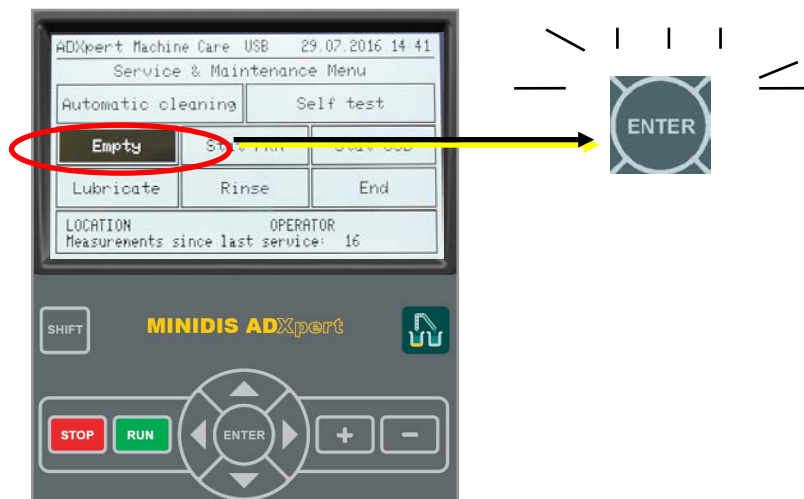 ADXpert Machine Care USB 29.07.2016 14:41
Service & Maintenance Menu
Automatic cleaning Self test
Empty
Lubricate Rinse End
LOCATION OPERATOR
Measurements since last service: 16
ENTER
SHIFT
MINIDIS ADXpert
STOP RUN ENTER + -